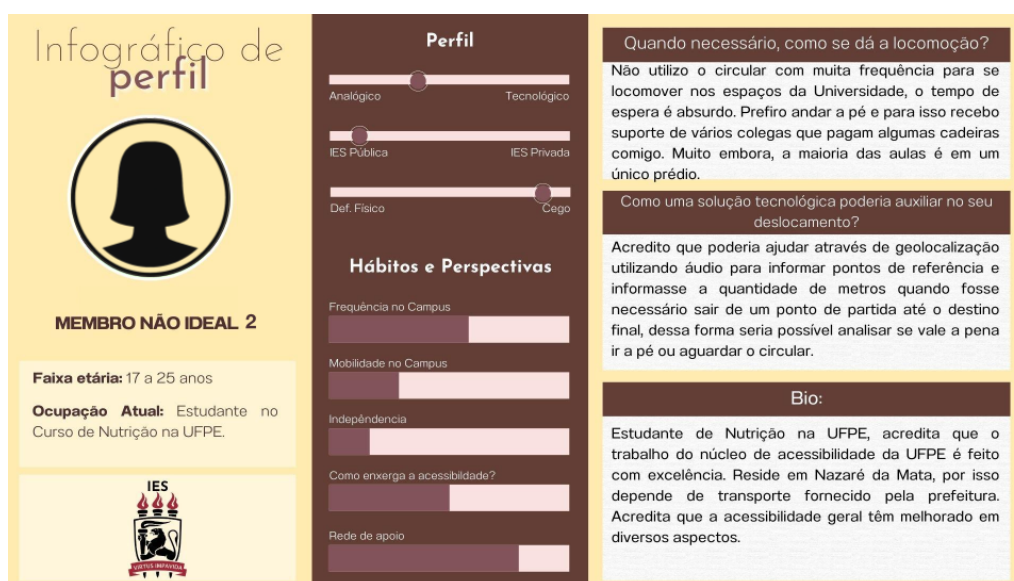 Infográfico de
perfil
MEMBRO NÃO IDEAL 2
Faixa etária: 17 a 25 anos
Ocupação Atual: Estudante no
Curso de Nutrição na UFPE.
IES
VIRTUS IMPAVIDA
Perfil
Analógico Tecnológico
IES Pública IES Privada
Def. Físico Cego
Hábitos e Perspectivas
Frequência no Campus
Mobilidade no Campus
Indepêndencia
Como enxerga a acessibildade?
Rede de apoio
Quando necessário, como se dá a locomoção?
Não utilizo o circular com muita frequência para se
locomover nos espaços da Universidade, o tempo de
espera é absurdo. Prefiro andar a pé e para isso recebo
suporte de vários colegas que pagam algumas cadeiras
comigo. Muito embora, a maioria das aulas é em um
único prédio.
Como uma solução tecnológica poderia auxiliar no seu
deslocamento?
Acredito que poderia ajudar através de geolocalização
utilizando áudio para informar pontos de referência e
informasse a quantidade de metros quando fosse
necessário sair de um ponto de partida até o destino
final, dessa forma seria possível analisar se vale a pena
ir a pé ou aguardar o circular.
Bio:
Estudante de Nutrição na UFPE, acredita que o
trabalho do núcleo de acessibilidade da UFPE é feito
com excelência. Reside em Nazaré da Mata, por isso
depende de transporte fornecido pela prefeitura.
Acredita que a acessibilidade geral têm melhorado em
diversos aspectos.